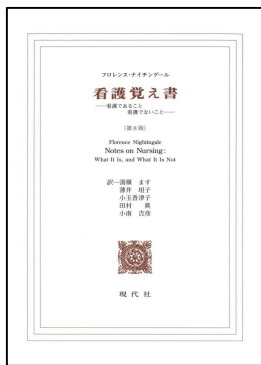 フロレンス・ナイチンゲール
看護覚え書
——看護であること
看護でないこと——
（第8版）
Florence Nightingale
Notes on Nursing:
What It Is, and What It Is Not
訳—湯槇 ます
薄井 坦子
小玉香津子
田村 眞
小南 吉彦
現代社